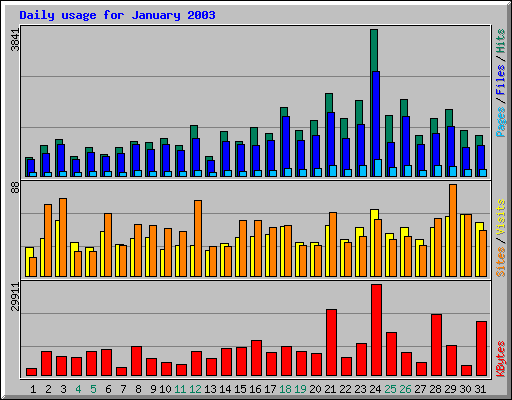 Daily usage for January 2003
3841
Pages / Files / Hits
88
Sites / Visits
29911
KBytes
1 2 3 4 5 6 7 8 9 10 11 12 13 14 15 16 17 18 19 20 21 22 23 24 25 26 27 28 29 30 31